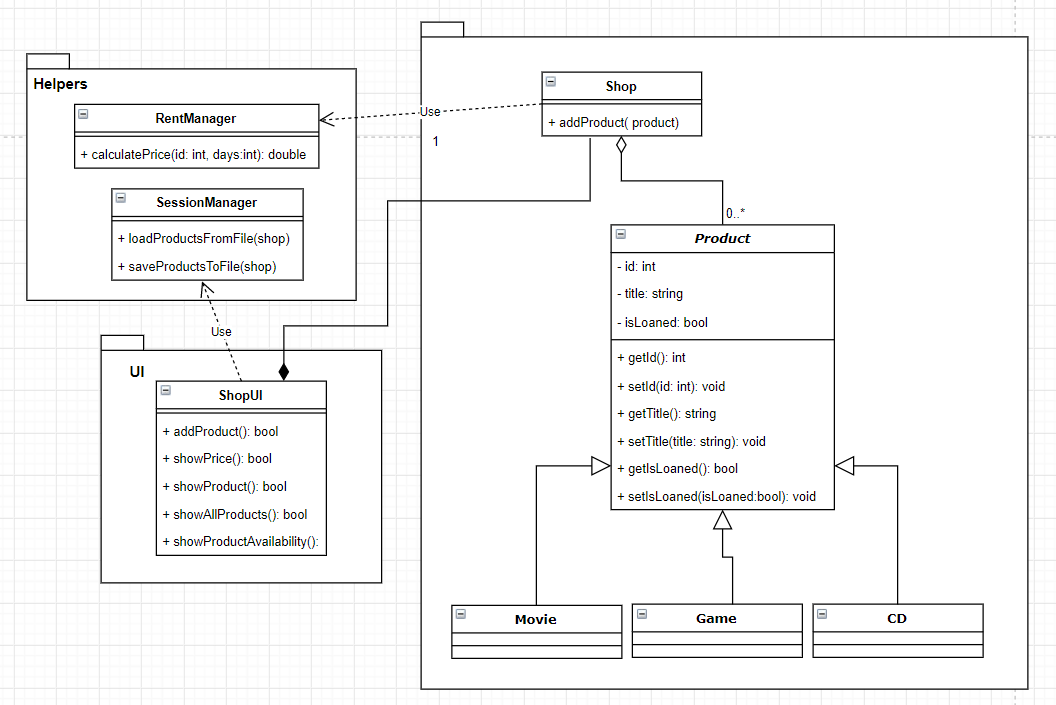 Helpers
RentManager
+ calculatePrice(id: int, days:int): double
SessionManager
+ loadProductsFromFile(shop)
+ saveProductsToFile(shop)
Use
UI
ShopUI
+ addProduct(): bool
+ showPrice(): bool
+ showProduct(): bool
+ showAllProducts(): bool
+ showProductAvailability():
Use
1
Shop
+ addProduct( product)
0..*
Product
- id: int
- title: string
- isLoaned: bool
+ getId(): int
+ setId(id: int): void
+ getTitle(): string
+ setTitle(title: string): void
+ getIsLoaned(): bool
+ setIsLoaned(isLoaned:bool): void
Movie
Game
CD